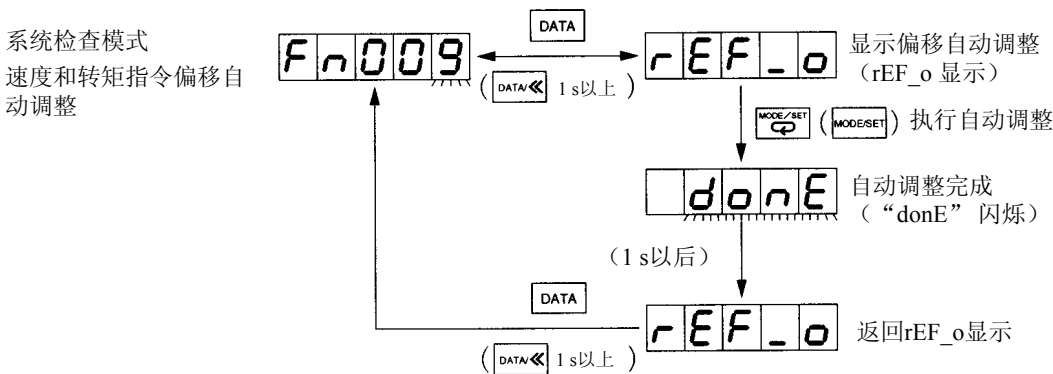 系统检查模式
速度和转矩指令偏移自
动调整
Fn009
DATA
( DATA/≪ 1 s以上 )
rEF_o
显示偏移自动调整
（rEF_o 显示）
MODE/SET ( MODE/SET ) 执行自动调整
donE
自动调整完成
（“donE” 闪烁）
（1 s以后）
DATA
( DATA/≪ 1 s以上 )
rEF_o
返回rEF_o显示